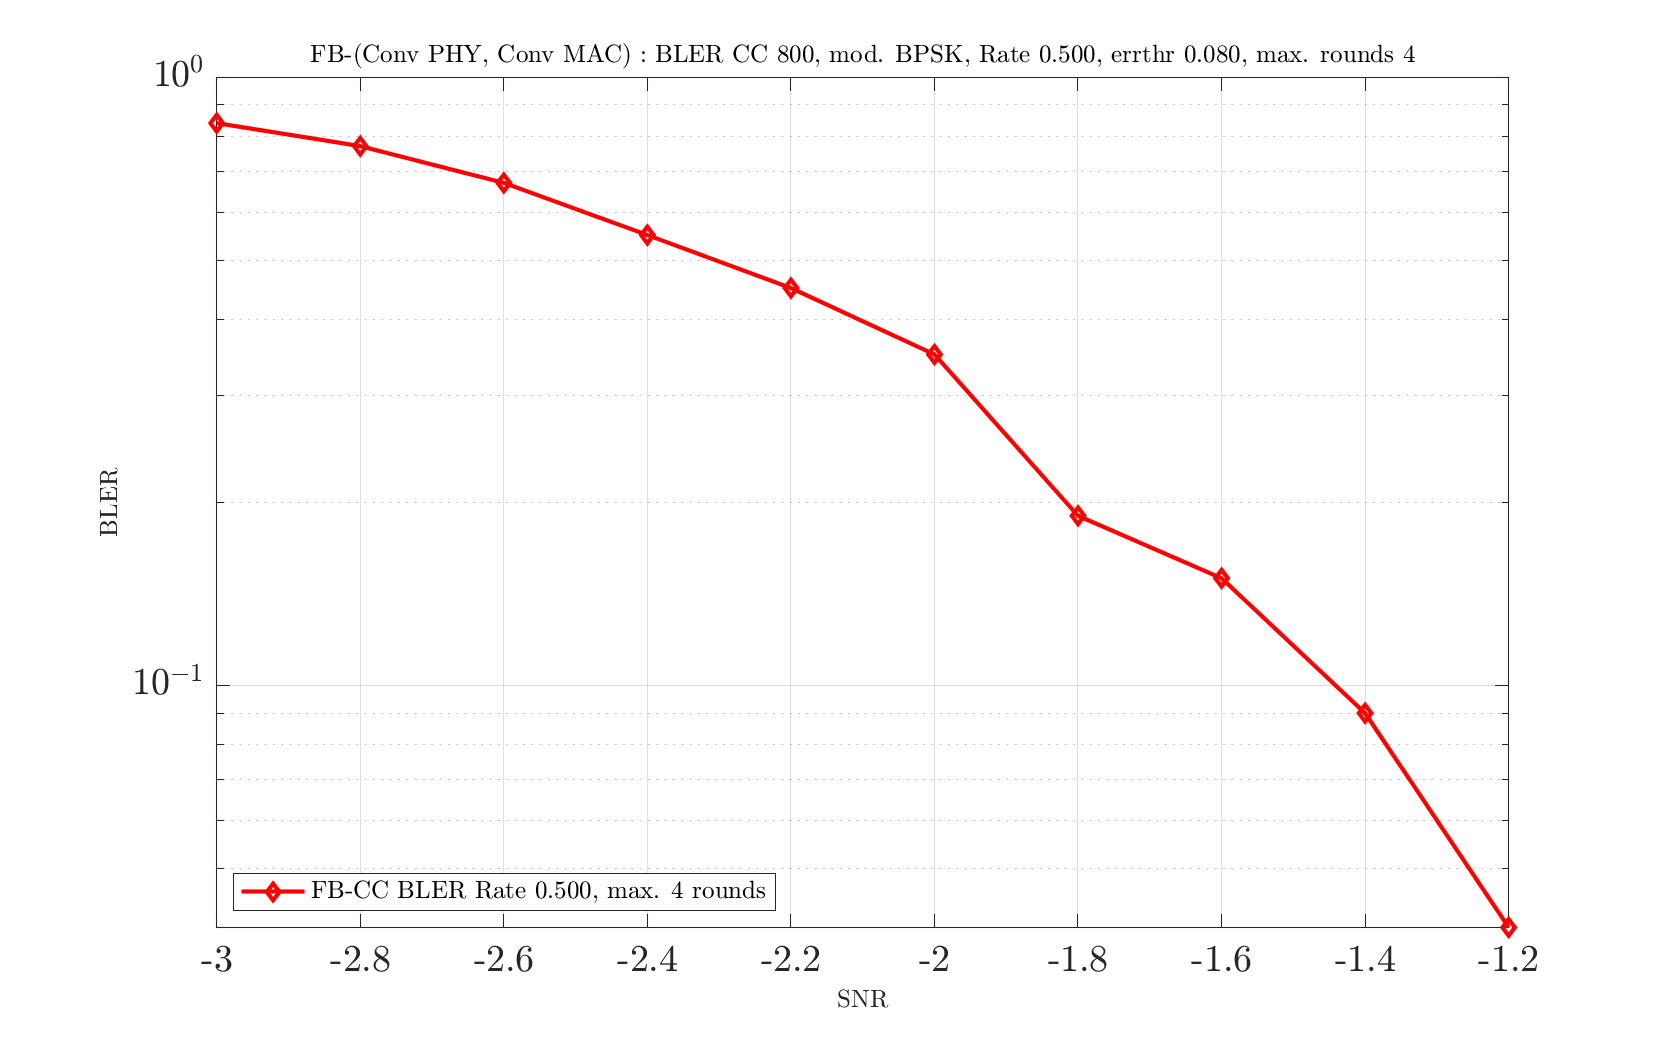 FB-(Conv PHY, Conv MAC) : BLER CC 800, mod. BPSK, Rate 0.500, errthr 0.080, max. rounds 4
10⁰
BLER
10⁻¹
FB-CC BLER Rate 0.500, max. 4 rounds
-3 -2.8 -2.6 -2.4 -2.2 -2 -1.8 -1.6 -1.4 -1.2
SNR